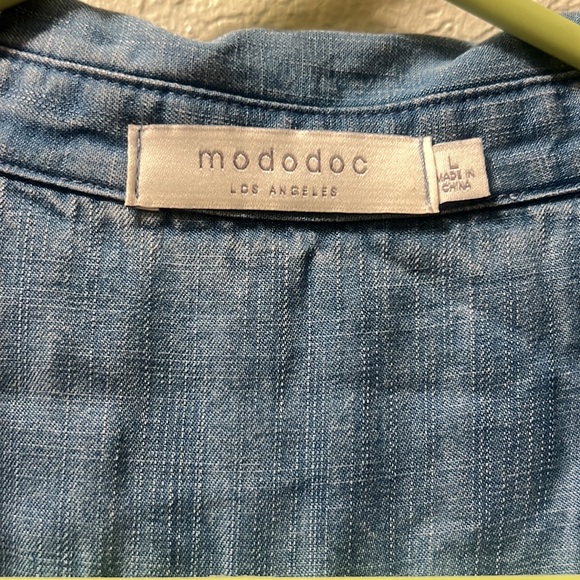 mododoc
LOS ANGELES
L
MADE IN
CHINA